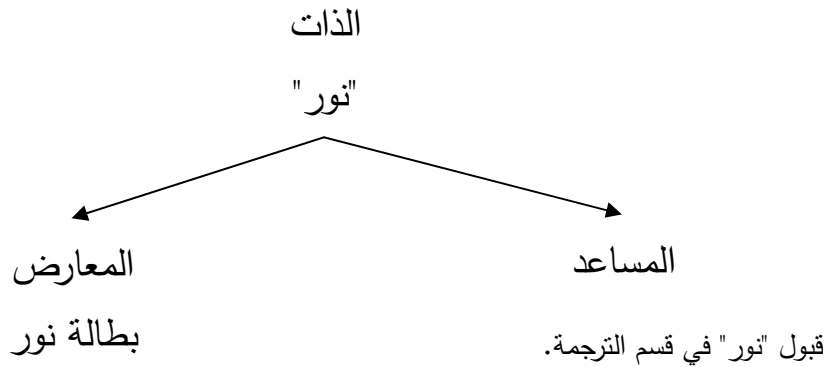 الذات
"نور"
المساعد
المعارض
قبول "نور" في قسم الترجمة.
بطالة نور